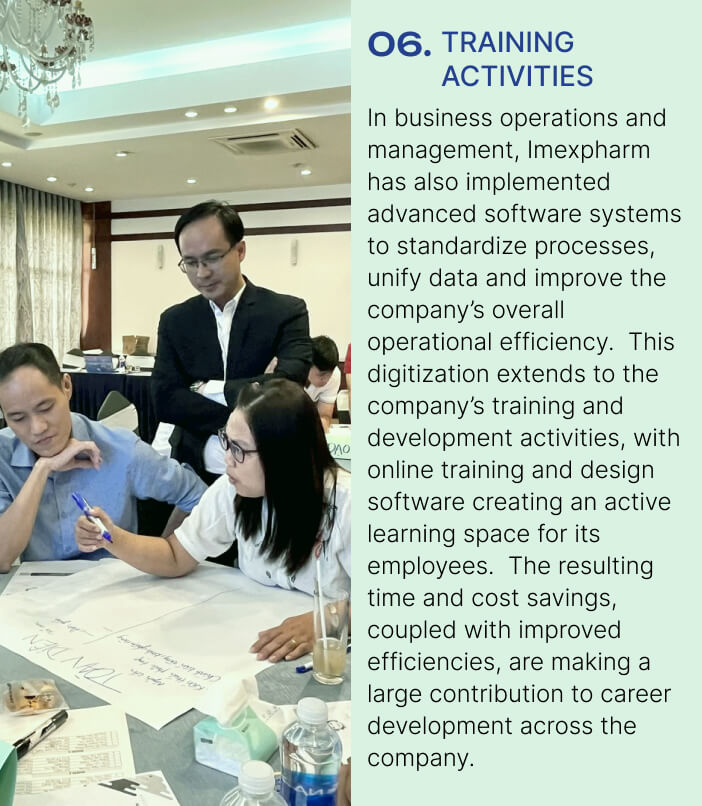 06. TRAINING
ACTIVITIES
In business operations and
management, Imexpharm
has also implemented
advanced software systems
to standardize processes,
unify data and improve the
company’s overall
operational efficiency.  This
digitization extends to the
company’s training and
development activities, with
online training and design
software creating an active
learning space for its
employees.  The resulting
time and cost savings,
coupled with improved
efficiencies, are making a
large contribution to career
development across the
company.
TOÀN DIỆN